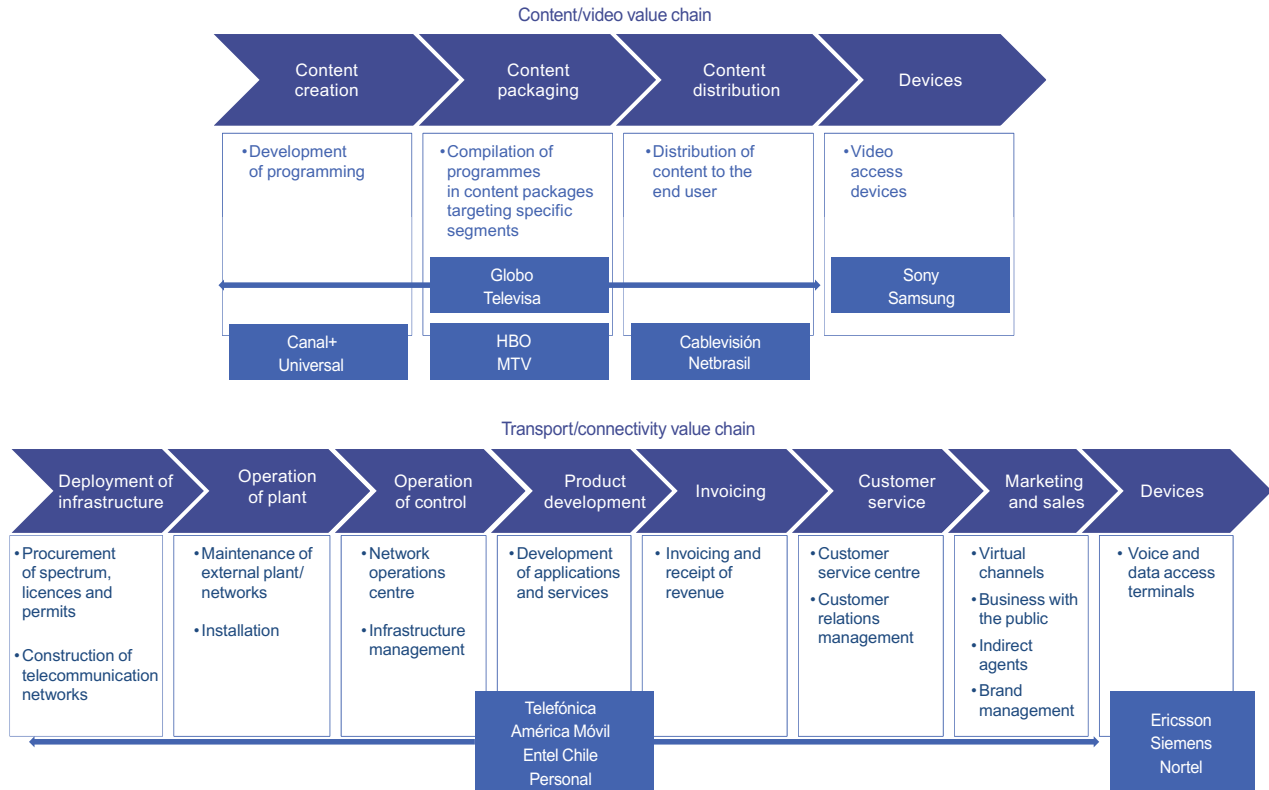 Content/video value chain
Content
creation
Content
packaging
Content
distribution
Devices
•Development
of programming
•Compilation of
programmes
in content packages
targeting specific
segments
•Distribution of
content to the
end user
•Video
access
devices
Globo
Televisa
Sony
Samsung
Canal+
Universal
HBO
MTV
Cablevisión
Netbrasil
Transport/connectivity value chain
Deployment of
infrastructure
Operation
of plant
Operation
of control
Product
development
Invoicing
Customer
service
Marketing
and sales
Devices
•Procurement
of spectrum,
licences and
permits
•Construction of
telecommunication
networks
•Maintenance of
external plant/
networks
•Installation
•Network
operations
centre
•Infrastructure
management
•Development
of applications
and services
•Invoicing and
receipt of
revenue
•Customer
service centre
•Customer
relations
management
•Virtual
channels
•Business with
the public
•Indirect
agents
•Brand
management
•Voice and
data access
terminals
Telefónica
América Móvil
Entel Chile
Personal
Ericsson
Siemens
Nortel